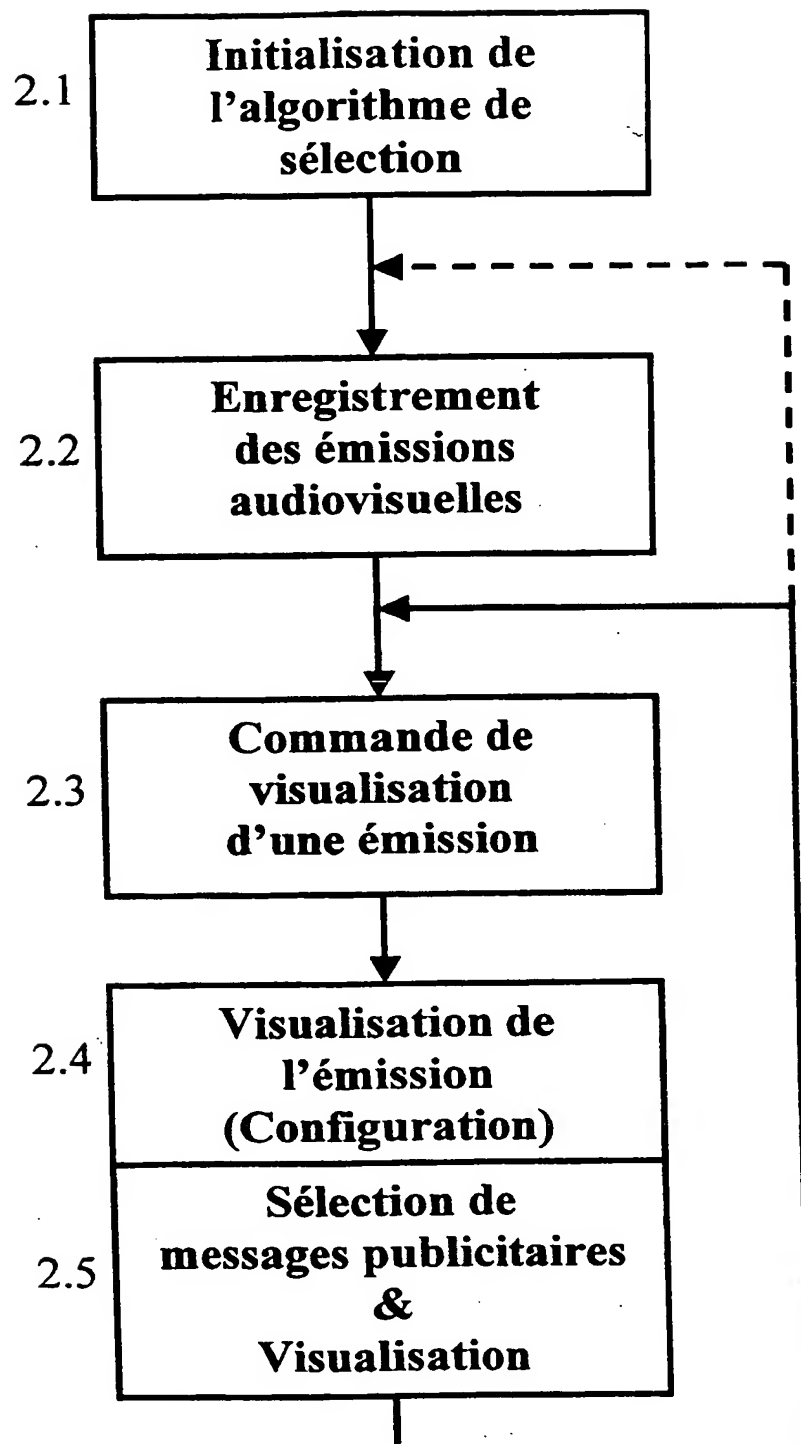 2.1
Initialisation de
l'algorithme de
sélection
2.2
Enregistrement
des émissions
audiovisuelles
2.3
Commande de
visualisation
d'une émission
2.4
Visualisation de
l'émission
(Configuration)
2.5
Sélection de
messages publicitaires
&
Visualisation